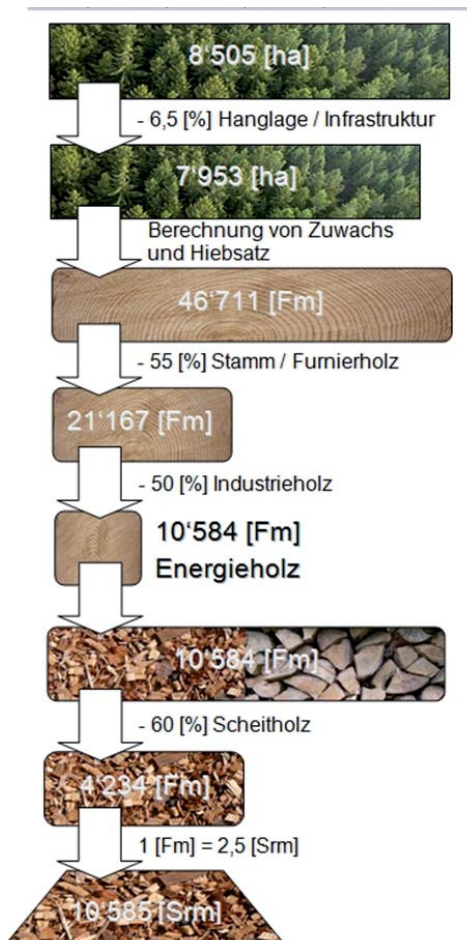 8‘505 [ha]
- 6,5 [%] Hanglage / Infrastruktur
7‘953 [ha]
Berechnung von Zuwachs
und Hiebsatz
46‘711 [Fm]
- 55 [%] Stamm / Furnierholz
21‘167 [Fm]
- 50 [%] Industrieholz
10‘584 [Fm]
Energieholz
10‘584 [Fm]
- 60 [%] Scheitholz
4‘234 [Fm]
1 [Fm] = 2,5 [Srm]
10‘585 [Srm]